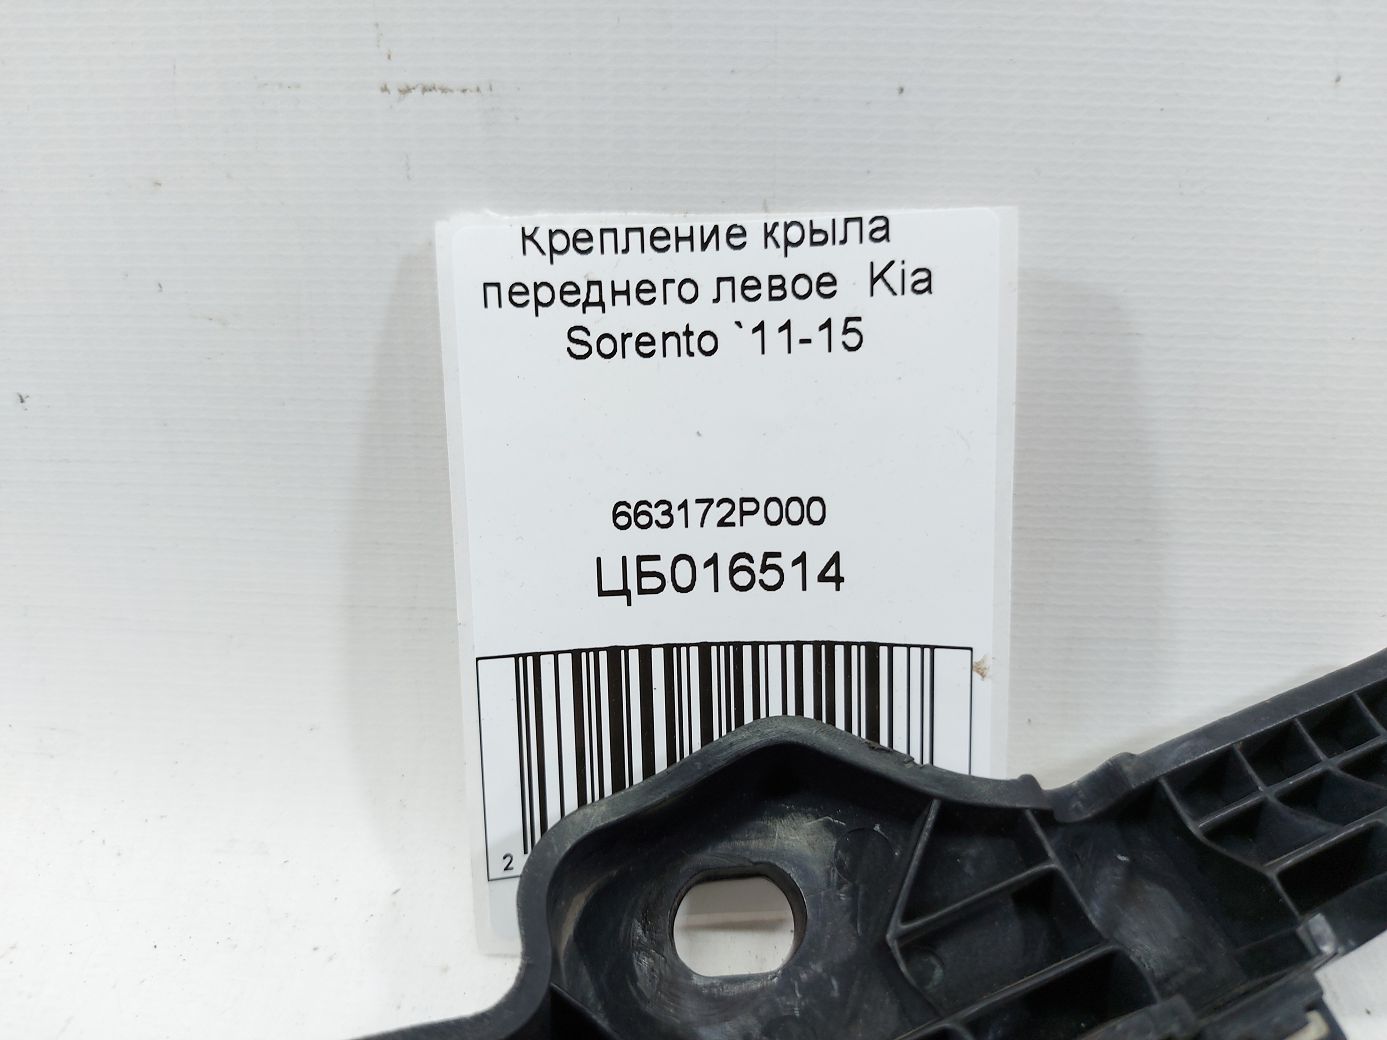 Крепление крыла
переднего левое Kia
Sorento `11-15
663172P000
ЦБ016514
2